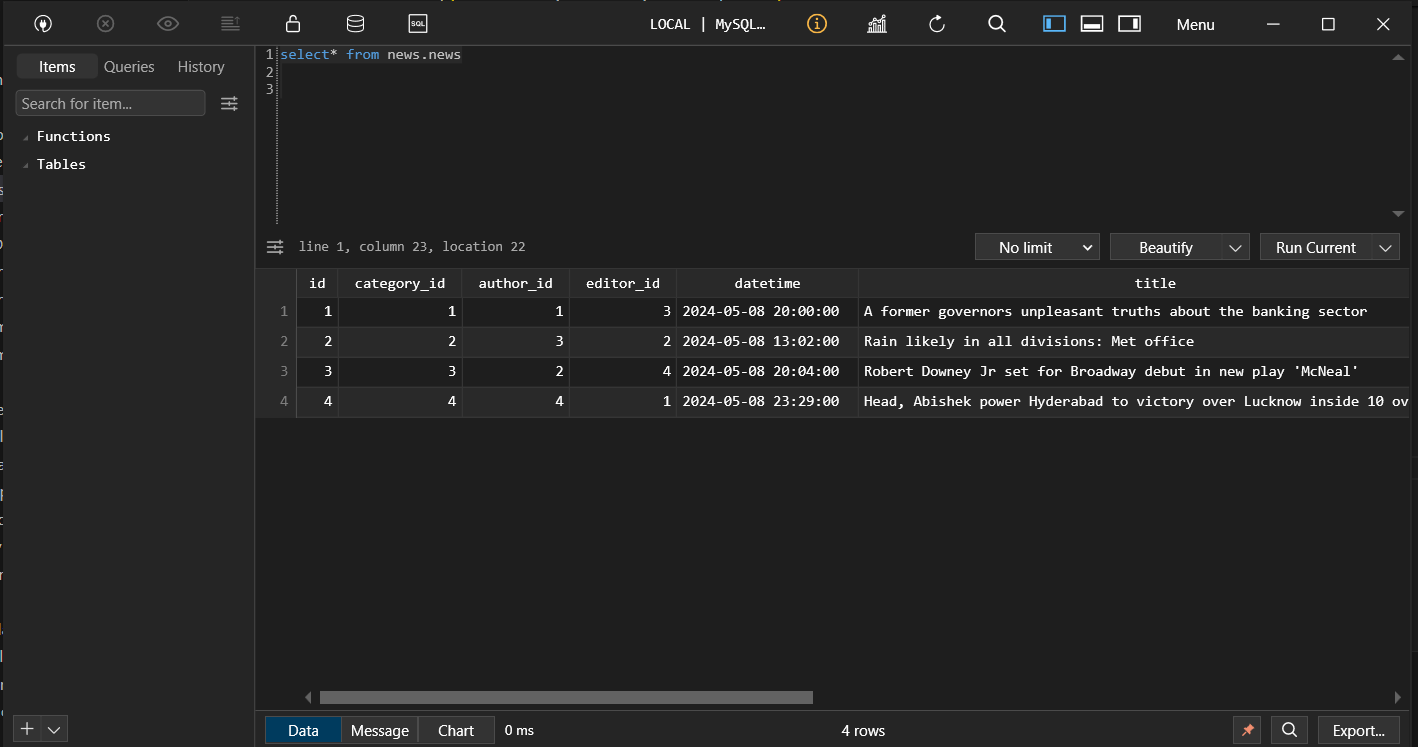 SQL LOCAL | MySQL… Menu
Items Queries History
Search for item...
Functions
Tables
1 select* from news.news
2
3
line 1, column 23, location 22 No limit Beautify Run Current
id category_id author_id editor_id datetime title
1 1 1 1 3 2024-05-08 20:00:00 A former governors unpleasant truths about the banking sector
2 2 2 3 2 2024-05-08 13:02:00 Rain likely in all divisions: Met office
3 3 3 2 4 2024-05-08 20:04:00 Robert Downey Jr set for Broadway debut in new play 'McNeal'
4 4 4 4 1 2024-05-08 23:29:00 Head, Abishek power Hyderabad to victory over Lucknow inside 10 ov
Data Message Chart 0 ms 4 rows Export...